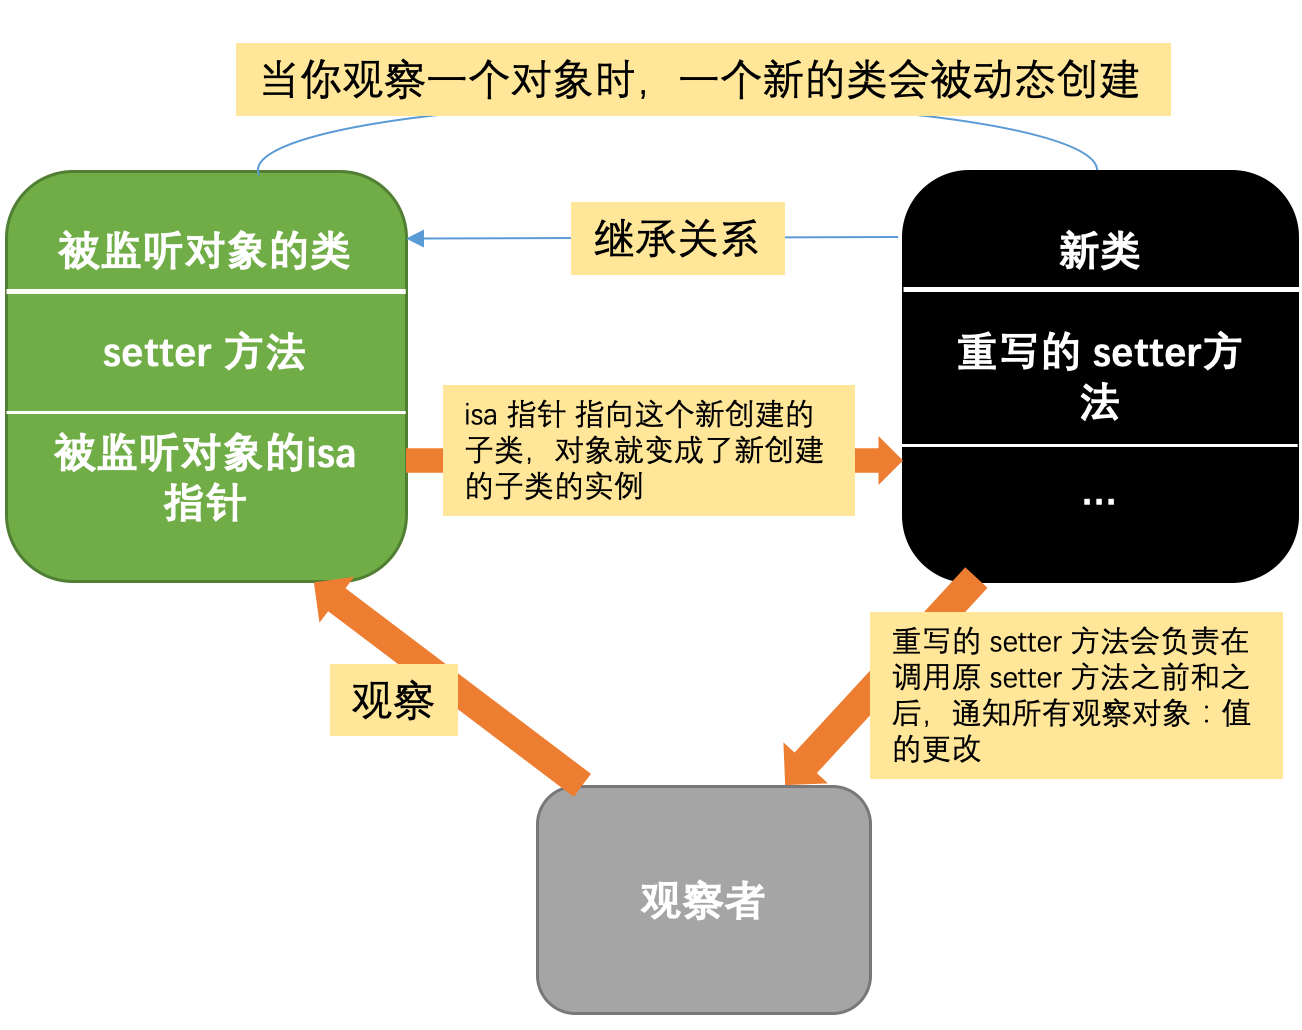 当你观察一个对象时，一个新的类会被动态创建
被监听对象的类
继承关系
新类
setter 方法
重写的 setter方
法
被监听对象的isa
指针
isa 指针 指向这个新创建的
子类，对象就变成了新创建
的子类的实例
...
观察
重写的 setter 方法会负责在
调用原 setter 方法之前和之
后，通知所有观察对象：值
的更改
观察者